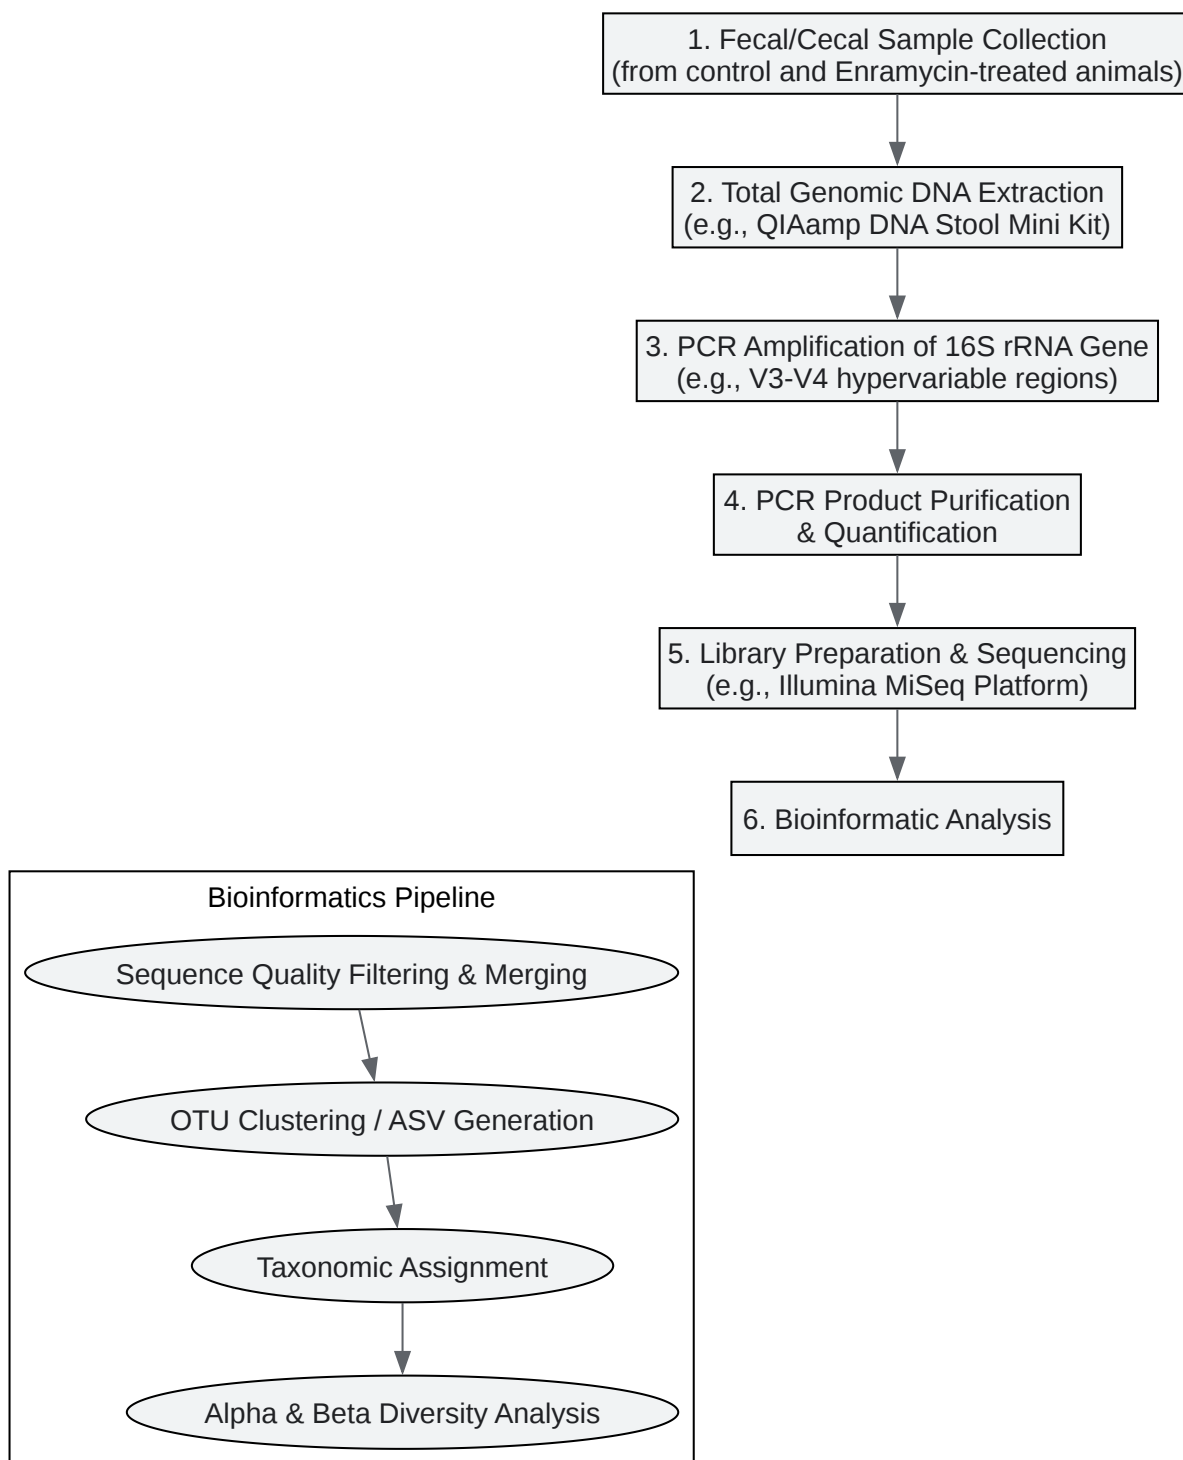 1. Fecal/Cecal Sample Collection
(from control and Enramycin-treated animals)
2. Total Genomic DNA Extraction
(e.g., QIAamp DNA Stool Mini Kit)
3. PCR Amplification of 16S rRNA Gene
(e.g., V3-V4 hypervariable regions)
4. PCR Product Purification
& Quantification
5. Library Preparation & Sequencing
(e.g., Illumina MiSeq Platform)
6. Bioinformatic Analysis
Bioinformatics Pipeline
Sequence Quality Filtering & Merging
OTU Clustering / ASV Generation
Taxonomic Assignment
Alpha & Beta Diversity Analysis